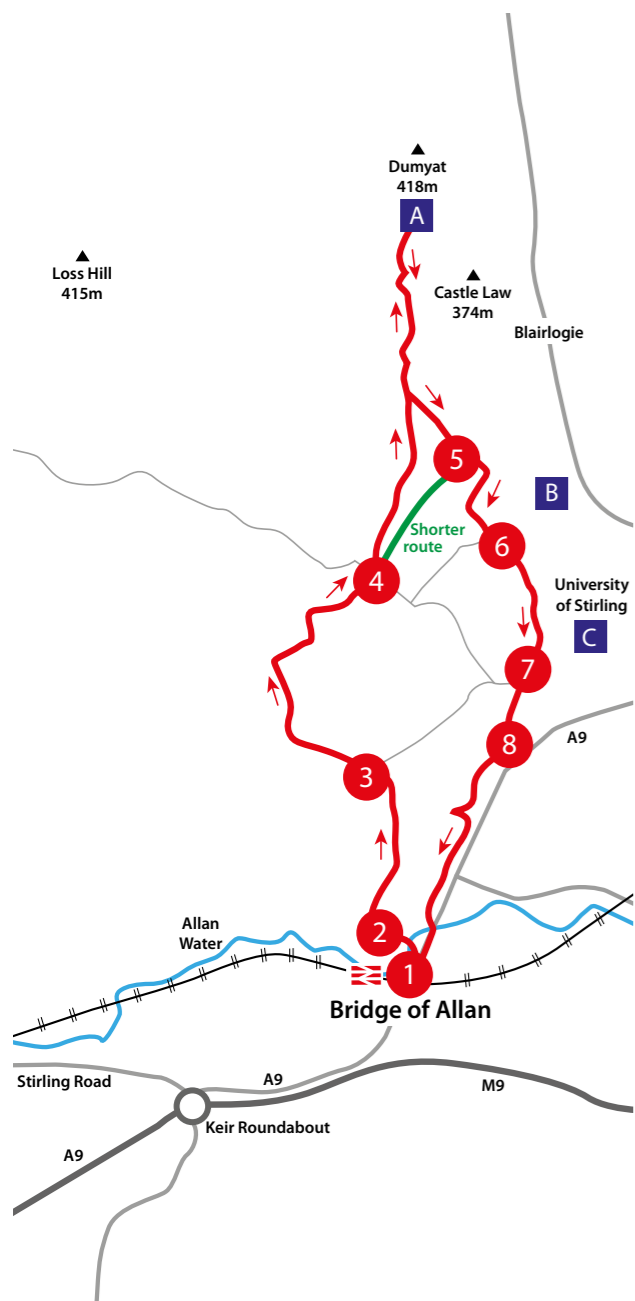 Dumyat
418m
A
Loss Hill
415m
Castle Law
374m
Blairlogie
5
B
Shorter
route
6
4
University
of Stirling
C
7
8
A9
3
Allan
Water
2
1
Bridge of Allan
Stirling Road
A9
M9
Keir Roundabout
A9